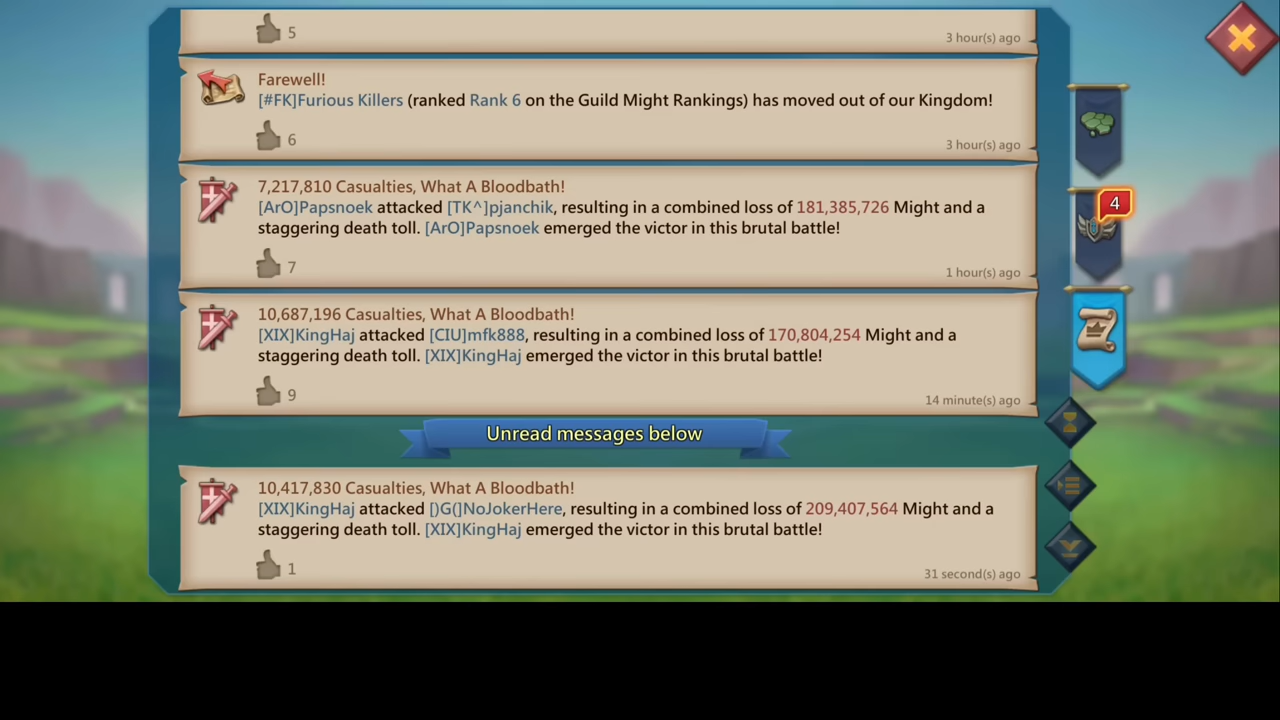 5
3 hour(s) ago
Farewell!
[#FK]Furious Killers (ranked Rank 6 on the Guild Might Rankings) has moved out of our Kingdom!
6
3 hour(s) ago
7,217,810 Casualties, What A Bloodbath!
[ArO]Papsnoek attacked [TK^]pjanchik, resulting in a combined loss of 181,385,726 Might and a
staggering death toll. [ArO]Papsnoek emerged the victor in this brutal battle!
7
1 hour(s) ago
4
10,687,196 Casualties, What A Bloodbath!
[XIX]KingHaj attacked [CIU]mfk888, resulting in a combined loss of 170,804,254 Might and a
staggering death toll. [XIX]KingHaj emerged the victor in this brutal battle!
9
14 minute(s) ago
Unread messages below
10,417,830 Casualties, What A Bloodbath!
[XIX]KingHaj attacked [)G(]NoJokerHere, resulting in a combined loss of 209,407,564 Might and a
staggering death toll. [XIX]KingHaj emerged the victor in this brutal battle!
1
31 second(s) ago